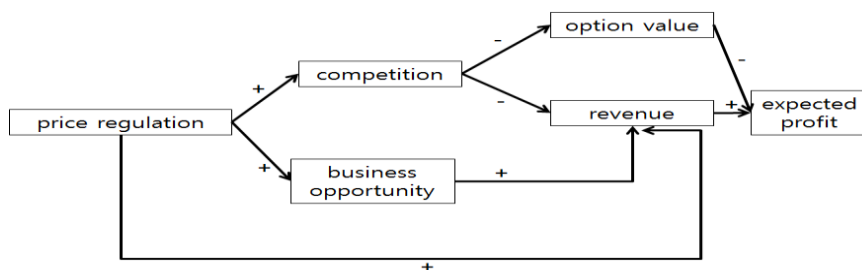 option value
-
-
competition
+
-
revenue
+
expected
profit
price regulation
+
business
opportunity
+
+